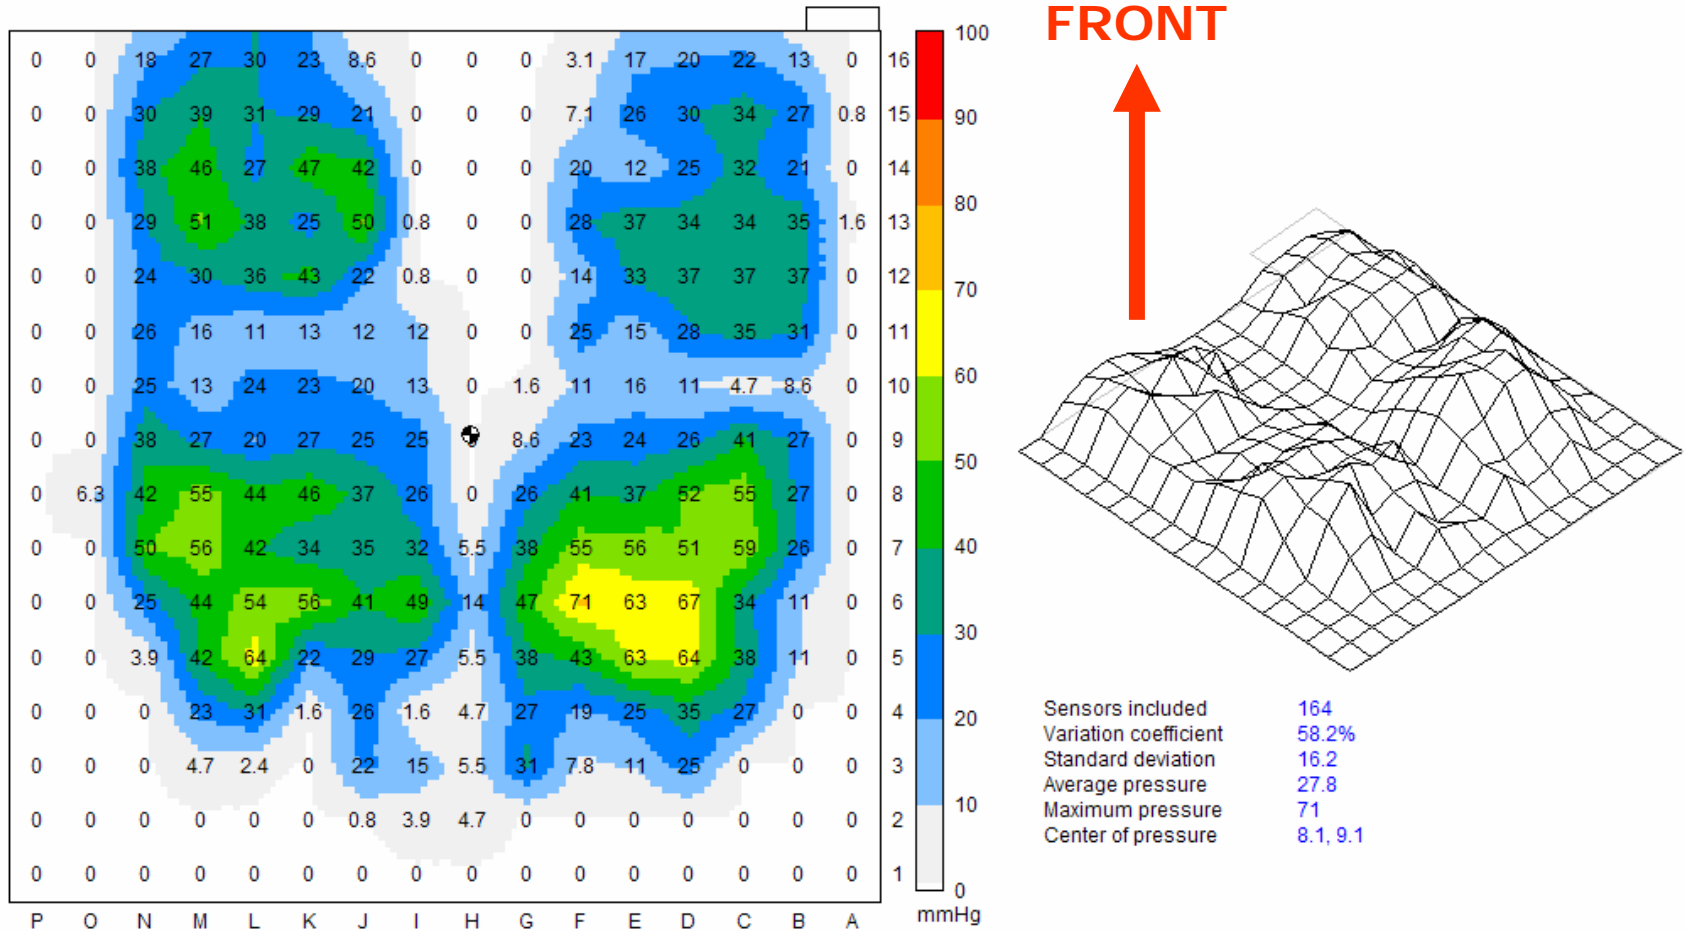 FRONT
0 0 18 27 30 23 8.6 0 0 0 3.1 17 20 22 13 0 16
0 0 30 39 31 29 21 0 0 0 7.1 26 30 34 27 0.8 15
0 0 38 46 27 47 42 0 0 0 20 12 25 32 21 0 14
0 0 29 51 38 25 50 0.8 0 0 28 37 34 34 35 1.6 13
0 0 24 30 36 43 22 0.8 0 0 14 33 37 37 37 0 12
0 0 26 16 11 13 12 12 0 0 25 15 28 35 31 0 11
0 0 25 13 24 23 20 13 0 1.6 11 16 11 4.7 8.6 0 10
0 0 38 27 20 27 25 25 8.6 23 24 26 41 27 0 9
0 6.3 42 55 44 46 37 26 0 26 41 37 52 55 27 0 8
0 0 50 56 42 34 35 32 5.5 38 55 56 51 59 26 0 7
0 0 25 44 54 56 41 49 14 47 71 63 67 34 11 0 6
0 0 3.9 42 64 22 29 27 5.5 38 43 63 64 38 11 0 5
0 0 0 23 31 1.6 26 1.6 4.7 27 19 25 35 27 0 0 4
0 0 0 4.7 2.4 0 22 15 5.5 31 7.8 11 25 0 0 0 3
0 0 0 0 0 0 0.8 3.9 4.7 0 0 0 0 0 0 0 2
0 0 0 0 0 0 0 0 0 0 0 0 0 0 0 0 1
P O N M L K J I H G F E D C B A
100
90
80
70
60
50
40
30
20
10
0
mmHg
Sensors included 164
Variation coefficient 58.2%
Standard deviation 16.2
Average pressure 27.8
Maximum pressure 71
Center of pressure 8.1, 9.1